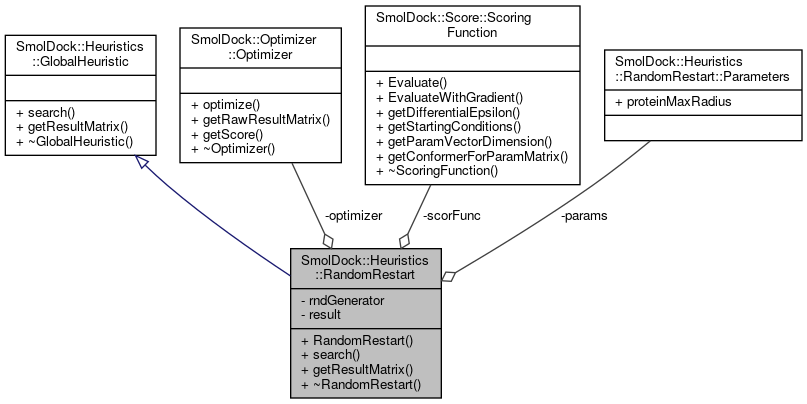 SmolDock::Heuristics
::GlobalHeuristic
+ search()
+ getResultMatrix()
+ ~GlobalHeuristic()
SmolDock::Optimizer
::Optimizer
+ optimize()
+ getRawResultMatrix()
+ getScore()
+ ~Optimizer()
SmolDock::Score::Scoring
Function
+ Evaluate()
+ EvaluateWithGradient()
+ getDifferentialEpsilon()
+ getStartingConditions()
+ getParamVectorDimension()
+ getConformerForParamMatrix()
+ ~ScoringFunction()
SmolDock::Heuristics
::RandomRestart::Parameters
+ proteinMaxRadius
-optimizer
-scorFunc
-params
SmolDock::Heuristics
::RandomRestart
- rndGenerator
- result
+ RandomRestart()
+ search()
+ getResultMatrix()
+ ~RandomRestart()